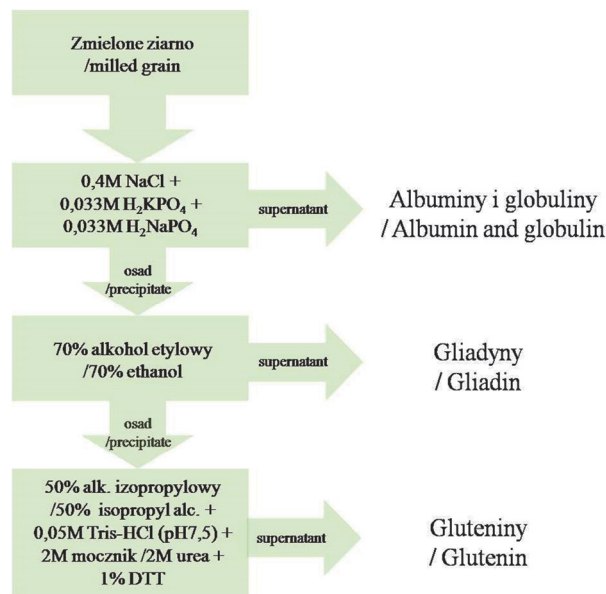 Zmielone ziarno
/milled grain
0,4M NaCl +
0,033M H₂KPO₄ +
0,033M H₂NaPO₄
supernatant
Albuminy i globuliny
/ Albumin and globulin
osad
/precipitate
70% alkohol etylowy
/70% ethanol
supernatant
Gliadyny
/ Gliadin
osad
/precipitate
50% alk. izopropylowy
/50% isopropyl alc. +
0,05M Tris-HCl (pH7,5) +
2M mocznik /2M urea +
1% DTT
supernatant
Gluteniny
/ Glutenin